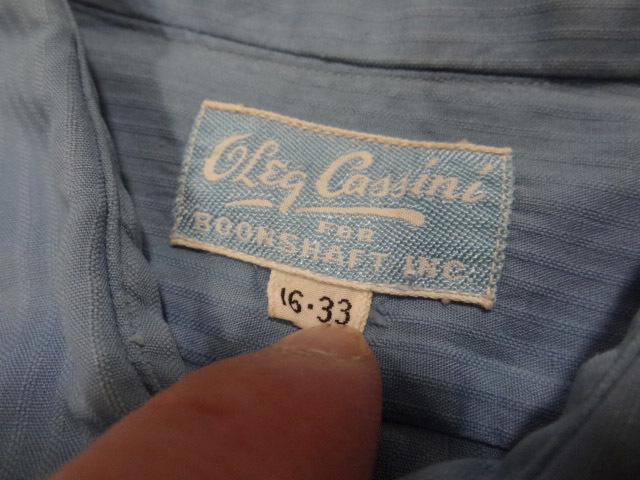 Oleg Cassini
FOR
BOONSHAFT INC.
16·33